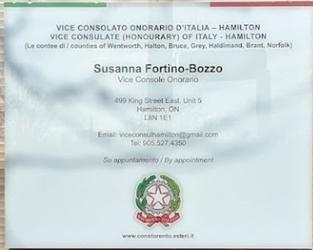 VICE CONSOLATO ONORARIO D'ITALIA – HAMILTON
VICE CONSULATE (HONOURARY) OF ITALY - HAMILTON
(Le contee di / counties of Wentworth, Halton, Bruce, Grey, Haldimand, Brant, Norfolk)
Susanna Fortino-Bozzo
Vice Console Onorario
499 King Street East, Unit 5
Hamilton, ON
L8N 1E1
Email: viceconsulhamilton@gmail.com
Tel: 905.527.4350
Su appuntamento / By appointment
www.constoronto.esteri.it